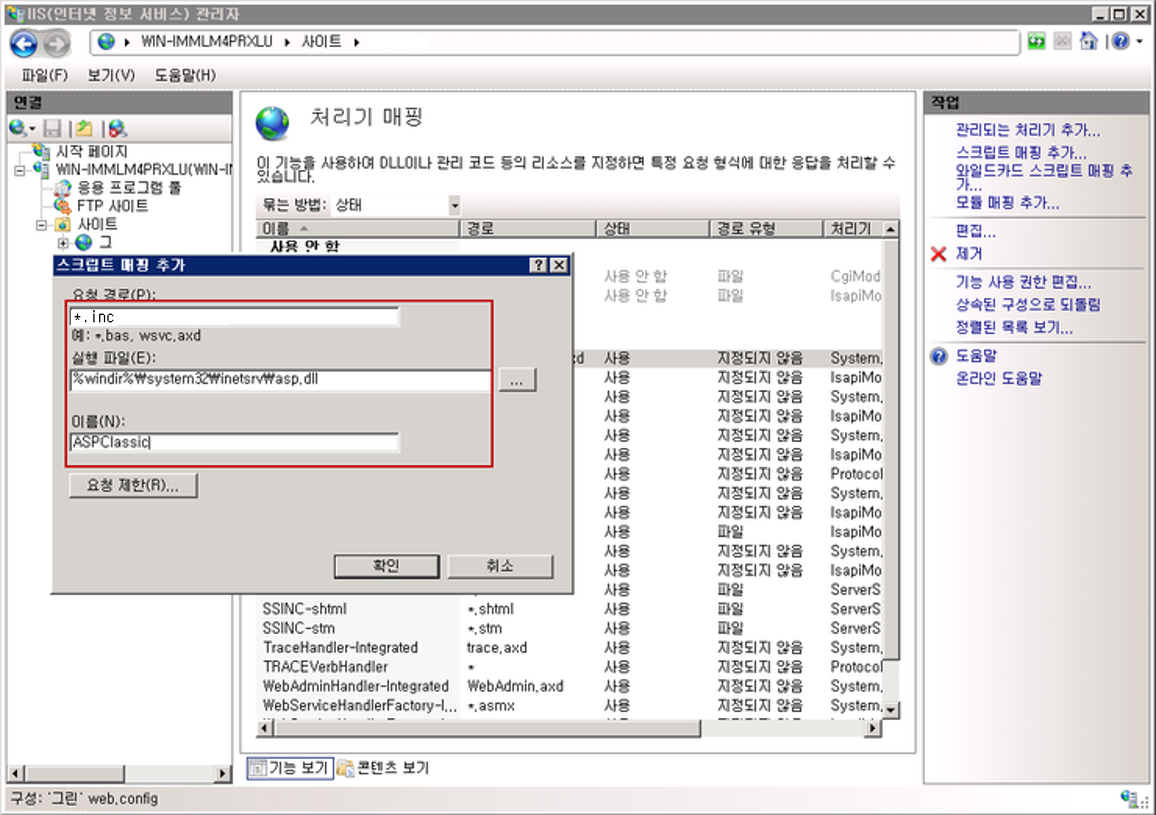 IIS(인터넷 정보 서비스) 관리자
WIN-IMMLM4PRXLU 사이트
파일(F) 보기(V) 도움말(H)
연결
시작 페이지
WIN-IMMLM4PRXLU(WIN-I
응용 프로그램 풀
FTP 사이트
사이트
그
처리기 매핑
이 기능을 사용하여 DLL이나 관리 코드 등의 리소스를 지정하면 특정 요청 형식에 대한 응답을 처리할 수
있습니다.
묶는 방법: 상태
이름 경로 상태 경로 유형 처리기
사용 안 함
사용 안 함 파일 CgiMod
사용 안 함 파일 IsapiMo
xd 사용 지정되지 않음 System.
사용 지정되지 않음 IsapiMo
사용 지정되지 않음 System.
사용 지정되지 않음 IsapiMo
사용 지정되지 않음 System.
사용 지정되지 않음 IsapiMo
사용 지정되지 않음 Protocol
사용 지정되지 않음 System.
사용 지정되지 않음 IsapiMo
사용 파일 IsapiMo
사용 지정되지 않음 System.
사용 지정되지 않음 IsapiMo
사용 파일 ServerS
SSINC-shtml *.shtml 사용 파일 ServerS
SSINC-stm *.stm 사용 파일 ServerS
TraceHandler-Integrated trace.axd 사용 지정되지 않음 System.
TRACEVerbHandler * 사용 지정되지 않음 Protocol
WebAdminHandler-Integrated WebAdmin.axd 사용 지정되지 않음 System.
WebServiceHandlerFactory-I... *.asmx 사용 지정되지 않음 System.
스크립트 매핑 추가
요청 경로(P):
*.inc
예: *.bas, wsvc.axd
실행 파일(E):
%windir%₩system32₩inetsrv₩asp.dll
...
이름(N):
ASPClassic
요청 제한(R)...
확인 취소
기능 보기 콘텐츠 보기
작업
관리되는 처리기 추가...
스크립트 매핑 추가...
와일드카드 스크립트 매핑 추
가...
모듈 매핑 추가...
편집...
제거
기능 사용 권한 편집...
상속된 구성으로 되돌림
정렬된 목록 보기...
도움말
온라인 도움말
구성: '그린' web.config